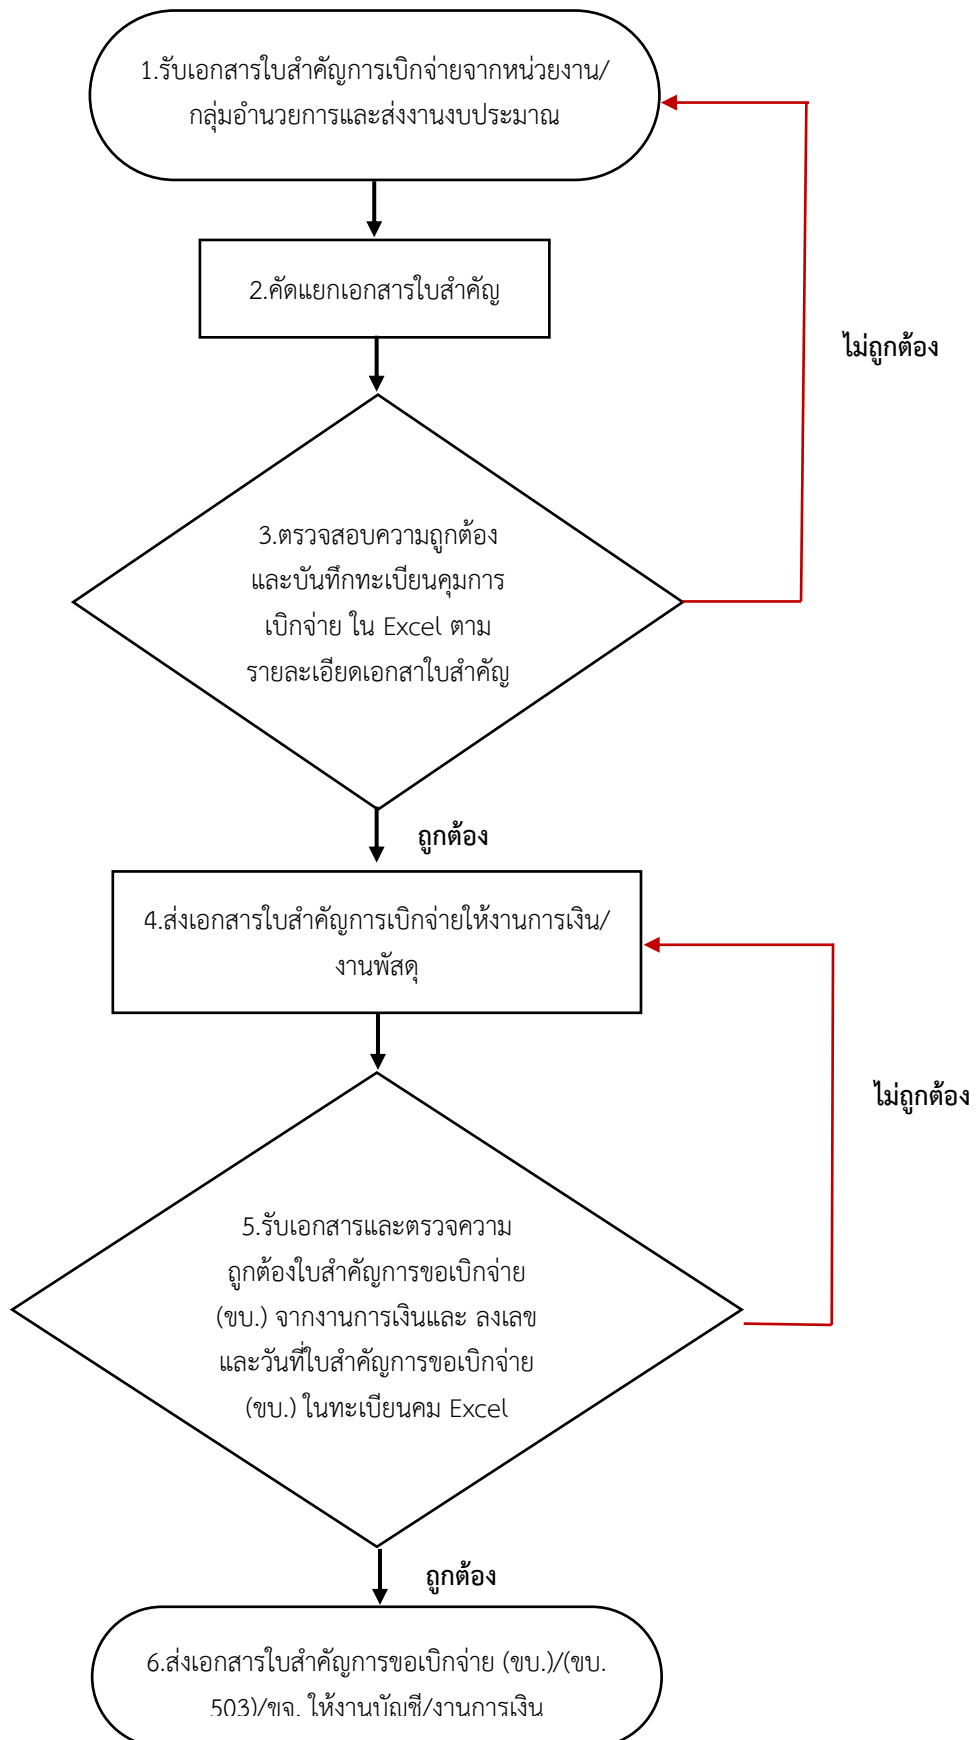 1.รับเอกสารใบสำคัญการเบิกจ่ายจากหน่วยงาน/
กลุ่มอำนวยการและส่งงานงบประมาณ
2.คัดแยกเอกสารใบสำคัญ
ไม่ถูกต้อง
3.ตรวจสอบความถูกต้อง
และบันทึกทะเบียนคุมการ
เบิกจ่าย ใน Excel ตาม
รายละเอียดเอกสาใบสำคัญ
ถูกต้อง
4.ส่งเอกสารใบสำคัญการเบิกจ่ายให้งานการเงิน/
งานพัสดุ
ไม่ถูกต้อง
5.รับเอกสารและตรวจความ
ถูกต้องใบสำคัญการขอเบิกจ่าย
(ขบ.) จากงานการเงินและ ลงเลข
และวันที่ใบสำคัญการขอเบิกจ่าย
(ขบ.) ในทะเบียนคม Excel
ถูกต้อง
6.ส่งเอกสารใบสำคัญการขอเบิกจ่าย (ขบ.)/(ขบ.
503)/ขจ. ให้งานบัญชี/งานการเงิน